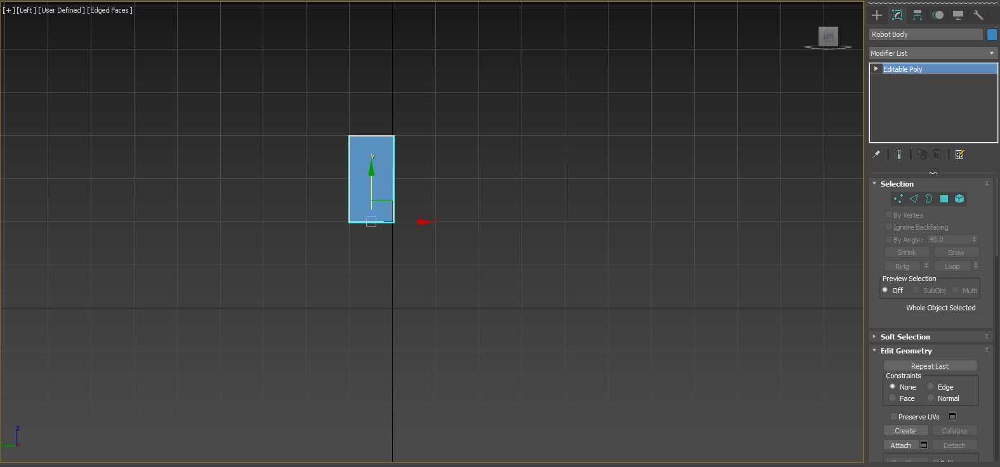 [+] [Left ] [User Defined ] [Edged Faces ]
LEFT
y
z
y
x
Robot Body
Modifier List
Editable Poly
Selection
By Vertex
Ignore Backfacing
By Angle: 45.0
Shrink Grow
Ring Loop
Preview Selection
Off SubObj Multi
Whole Object Selected
Soft Selection
Edit Geometry
Repeat Last
Constraints
None Edge
Face Normal
Preserve UVs
Create Collapse
Attach Detach